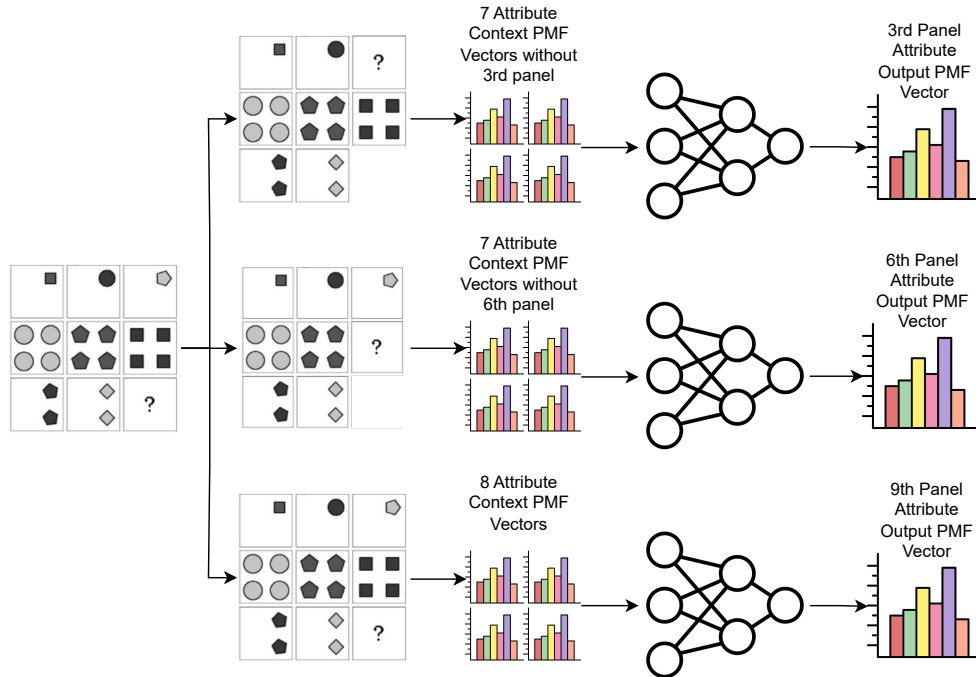 7 Attribute
Context PMF
Vectors without
3rd panel
3rd Panel
Attribute
Output PMF
Vector
?
7 Attribute
Context PMF
Vectors without
6th panel
6th Panel
Attribute
Output PMF
Vector
?
?
8 Attribute
Context PMF
Vectors
9th Panel
Attribute
Output PMF
Vector
?